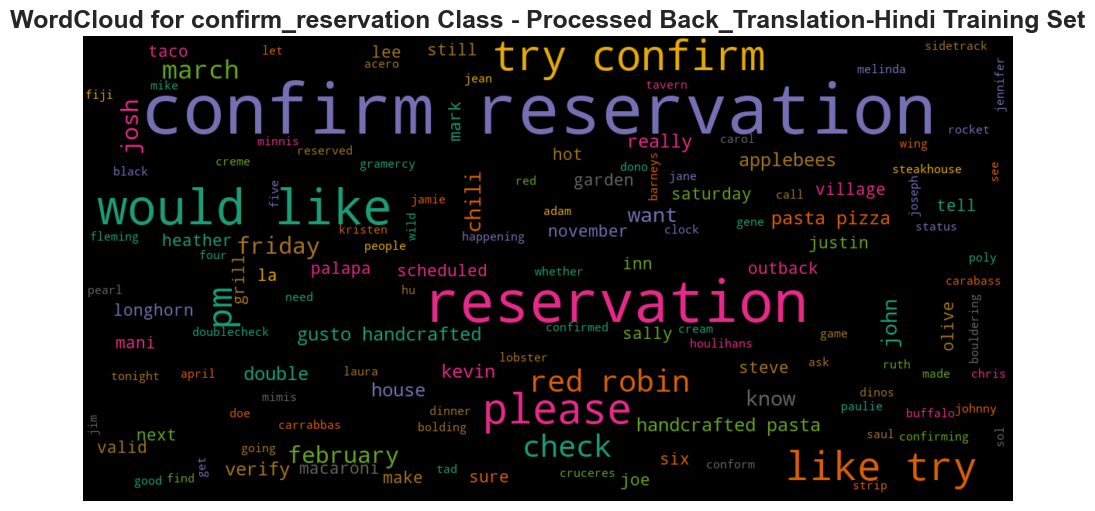 WordCloud for confirm_reservation Class - Processed Back_Translation-Hindi Training Set
taco let lee still try confirm sidetrack
march acero jean melinda jennifer
fiji mike confirm reservation tavern
josh mark rocket
minnis reserved really carol wing
creme gramercy hot dono applebees steakhouse see
black five chili red garden barneys jane saturday call village joseph
would like jamie wild adam want gene pasta pizza tell
fleming kristen happening november clock status
heather friday people justin
four grill la palapa scheduled whether inn outback poly
pearl need hu reservation carabass
longhorn pm john olive bouldering
doublecheck gusto handcrafted confirmed sally cream game
mani houlihans
lobster ask ruth
tonight april double laura kevin red robin steve made chris
mimis house know dinos
jim doe carrabbas dinner please handcrafted pasta paulie buffalo johnny
next bolding check saul confirming sol
valid going february six
get verify macaroni make tad sure conform like try
good find cruceres joe strip